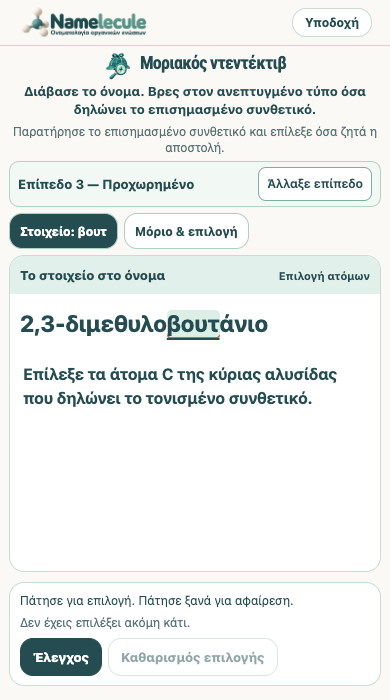 Namelecule
Ονοματολογία οργανικών ενώσεων
Υποδοχή
Μοριακός ντεντέκτιβ
Διάβασε το όνομα. Βρες στον ανεπτυγμένο τύπο όσα
δηλώνει το επισημασμένο συνθετικό.
Παρατήρησε το επισημασμένο συνθετικό και επίλεξε όσα ζητά η
αποστολή.
Επίπεδο 3 — Προχωρημένο
Άλλαξε επίπεδο
Στοιχείο: βουτ
Μόριο & επιλογή
Το στοιχείο στο όνομα
Επιλογή ατόμων
2,3-διμεθυλοβουτάνιο
Επίλεξε τα άτομα C της κύριας αλυσίδας
που δηλώνει το τονισμένο συνθετικό.
Πάτησε για επιλογή. Πάτησε ξανά για αφαίρεση.
Δεν έχεις επιλέξει ακόμη κάτι.
Έλεγχος
Καθαρισμός επιλογής